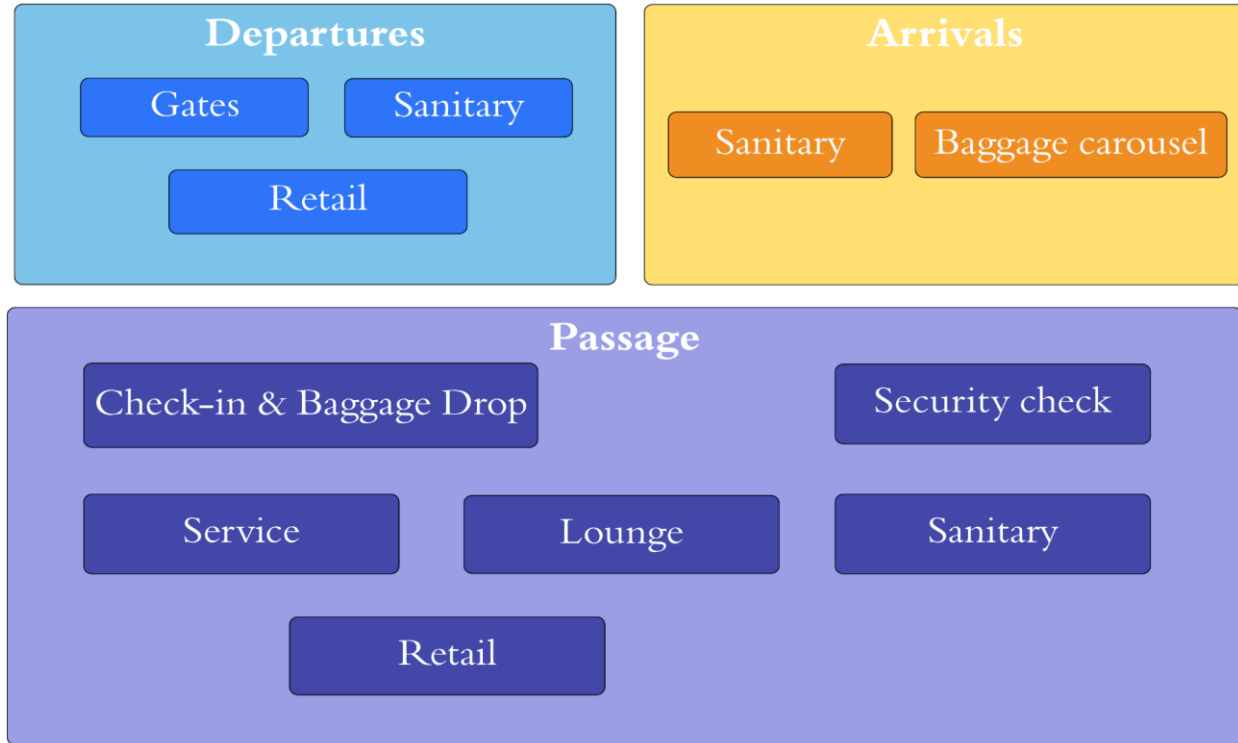 Departures
Gates
Sanitary
Retail
Arrivals
Sanitary
Baggage carousel
Passage
Check-in & Baggage Drop
Security check
Service
Lounge
Sanitary
Retail